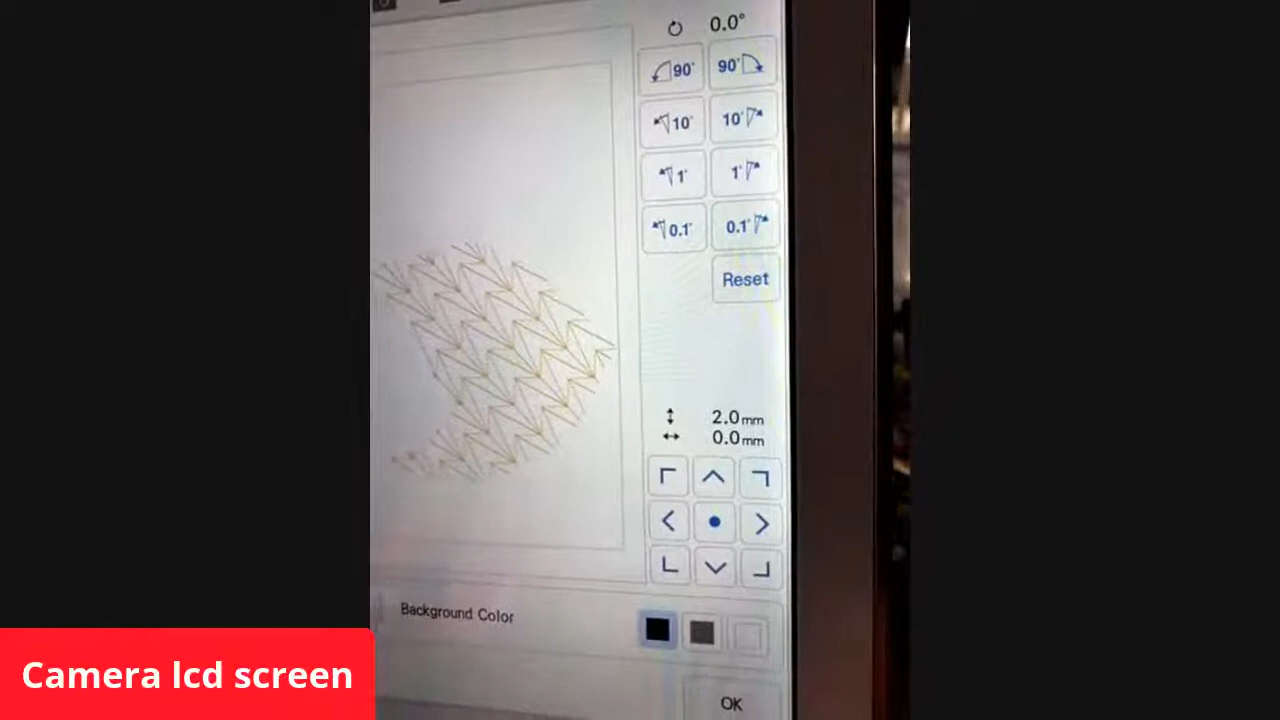 0.0°
90° 90°
10° 10°
1° 1°
0.1° 0.1°
Reset
2.0mm
0.0mm
Background Color
OK
Camera lcd screen